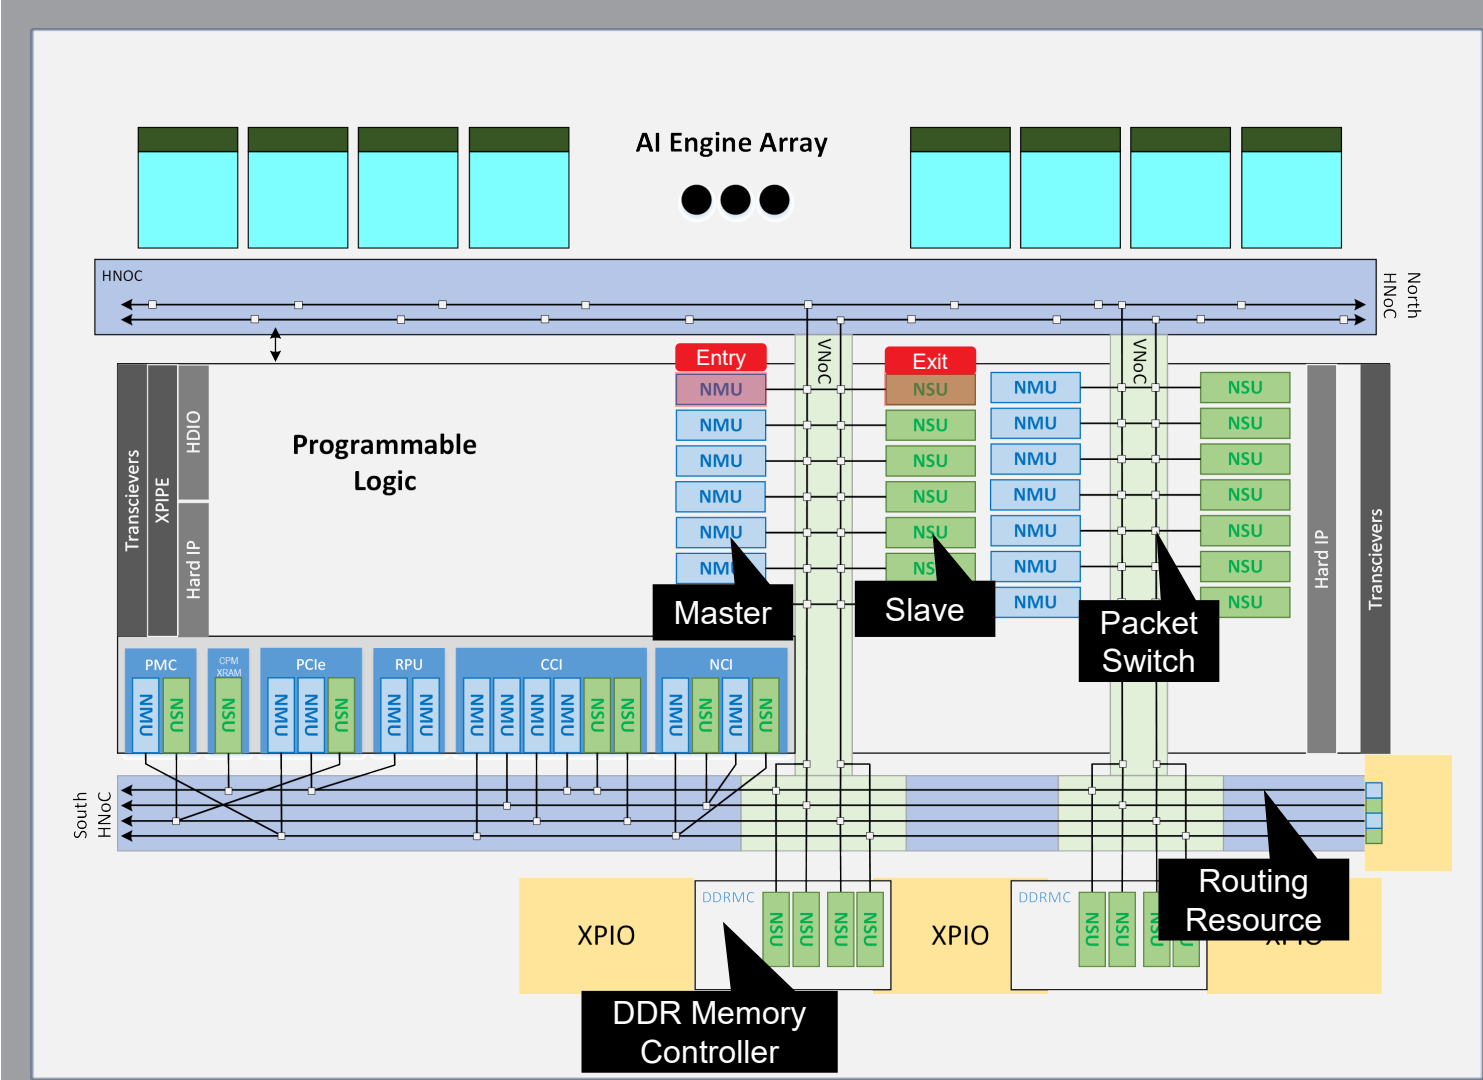 AI Engine Array
HNOC
North
HNoC
Entry
VNoC
Exit
VNoC
NMU
NSU
NMU
NSU
NMU
NSU
NMU
NSU
NMU
NSU
NMU
NSU
NMU
NSU
NMU
NSU
NMU
NSU
NMU
NSU
NMU
NSU
NMU
NSU
NMU
NSU
Programmable
Logic
Transcievers
XPIPE
HDIO
Hard IP
Hard IP
Transcievers
Master
Slave
Packet
Switch
PMC
CPM
XRAM
PCIe
RPU
CCI
NCI
NMU
NSU
NSU
NMU
NMU
NSU
NMU
NMU
NMU
NMU
NMU
NMU
NSU
NSU
NMU
NSU
NMU
NSU
NMU
NSU
South
HNoC
Routing
Resource
XPIO
DDRMC
NSU
NSU
NSU
NSU
XPIO
DDRMC
NSU
NSU
NSU
XPIO
DDR Memory
Controller